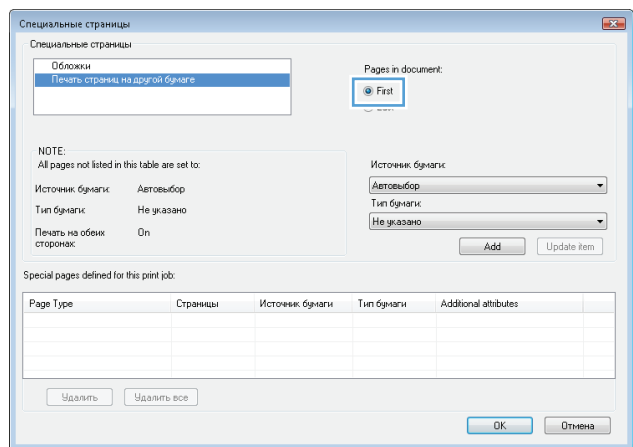 Специальные страницы
Специальные страницы
Обложки
Печать страниц на другой бумаге
Pages in document:
First
NOTE:
All pages not listed in this table are set to:
Источник бумаги: Автовыбор
Тип бумаги: Не указано
Печать на обеих сторонах: On
Источник бумаги:
Автовыбор
Тип бумаги:
Не указано
Add Update item
Special pages defined for this print job:
Page Type Страницы Источник бумаги Тип бумаги Additional attributes
Удалить Удалить все
OK Отмена